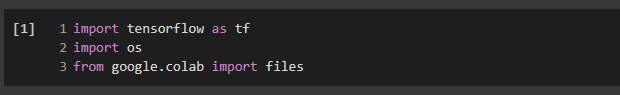 [1] 1 import tensorflow as tf
2 import os
3 from google.colab import files